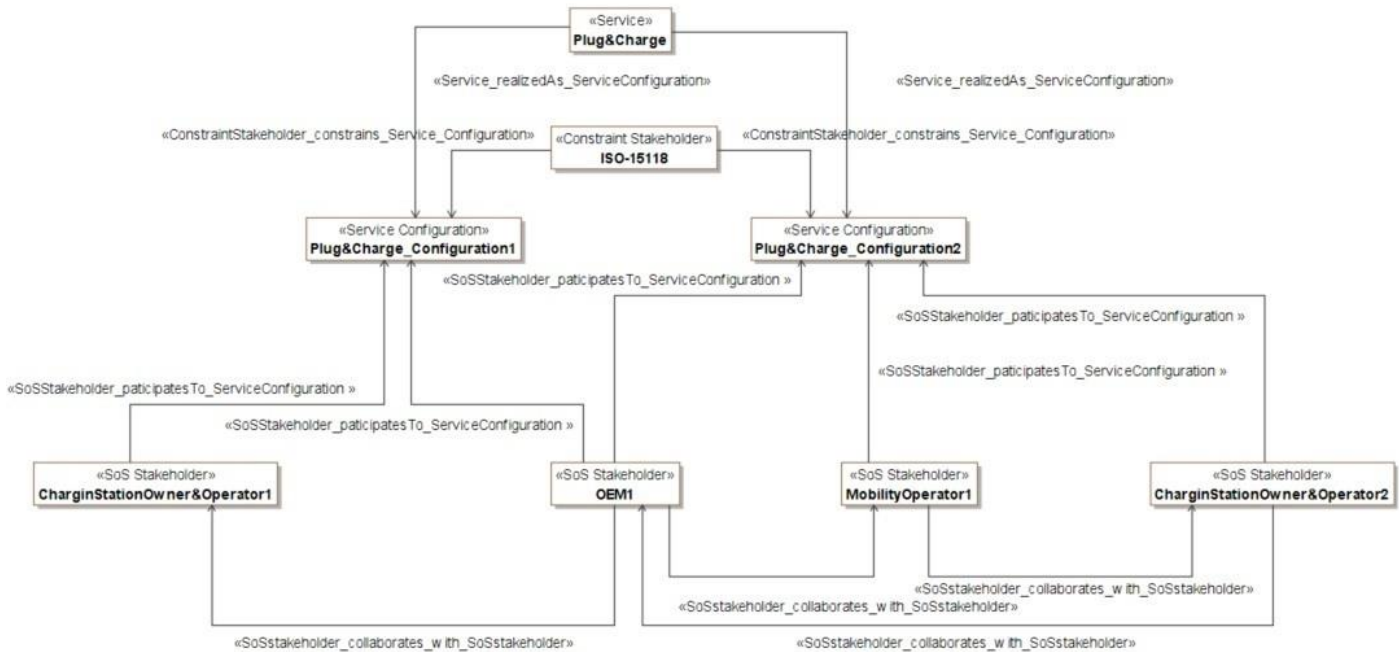 «Service»
Plug&Charge
«Service_realizedAs_ServiceConfiguration»
«Service_realizedAs_ServiceConfiguration»
«ConstraintStakeholder_constrains_Service_Configuration»
«Constraint Stakeholder»
ISO-15118
«ConstraintStakeholder_constrains_Service_Configuration»
«Service Configuration»
Plug&Charge_Configuration1
«Service Configuration»
Plug&Charge_Configuration2
«SoSStakeholder_paticipatesTo_ServiceConfiguration »
«SoSStakeholder_paticipatesTo_ServiceConfiguration »
«SoSStakeholder_paticipatesTo_ServiceConfiguration »
«SoSStakeholder_paticipatesTo_ServiceConfiguration »
«SoSStakeholder_paticipatesTo_ServiceConfiguration »
«SoS Stakeholder»
CharginStationOwner&Operator1
«SoS Stakeholder»
OEM1
«SoS Stakeholder»
MobilityOperator1
«SoS Stakeholder»
CharginStationOwner&Operator2
«SoSstakeholder_collaborates_with_SoSstakeholder»
«SoSstakeholder_collaborates_with_SoSstakeholder»
«SoSstakeholder_collaborates_with_SoSstakeholder»
«SoSstakeholder_collaborates_with_SoSstakeholder»